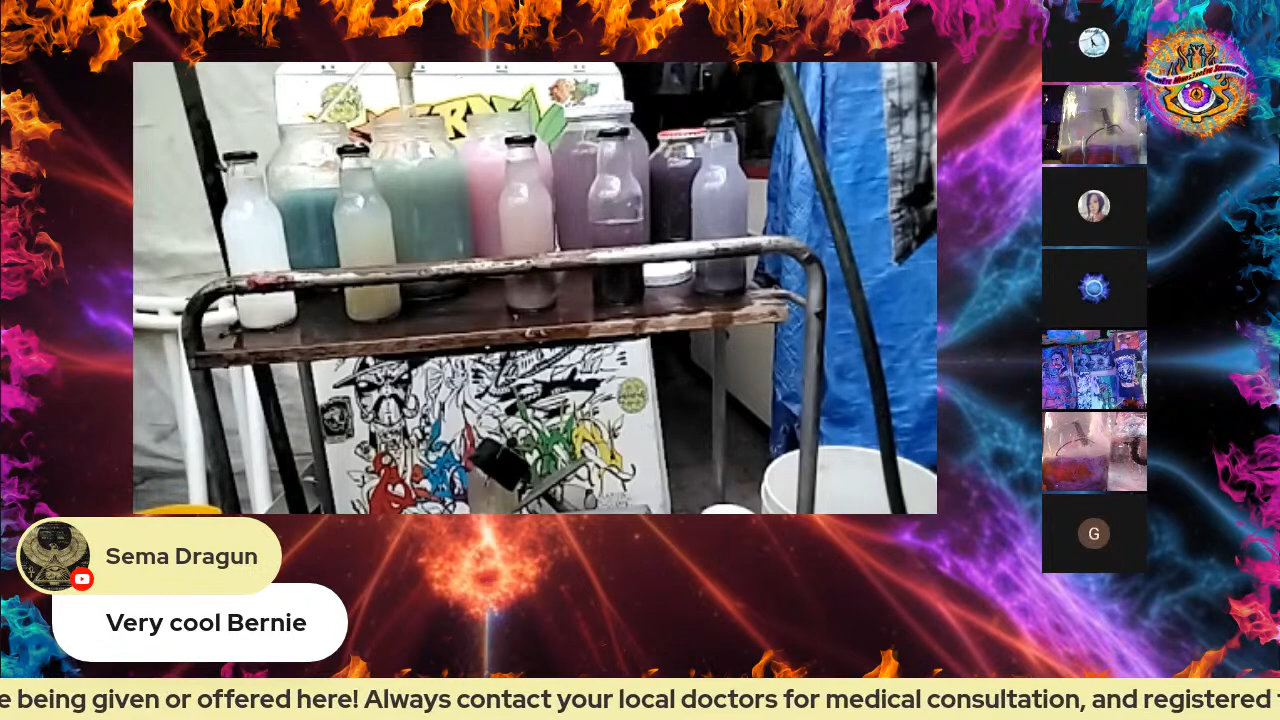 Sema Dragun
Very cool Bernie
e being given or offered here! Always contact your local doctors for medical consultation, and registered
G